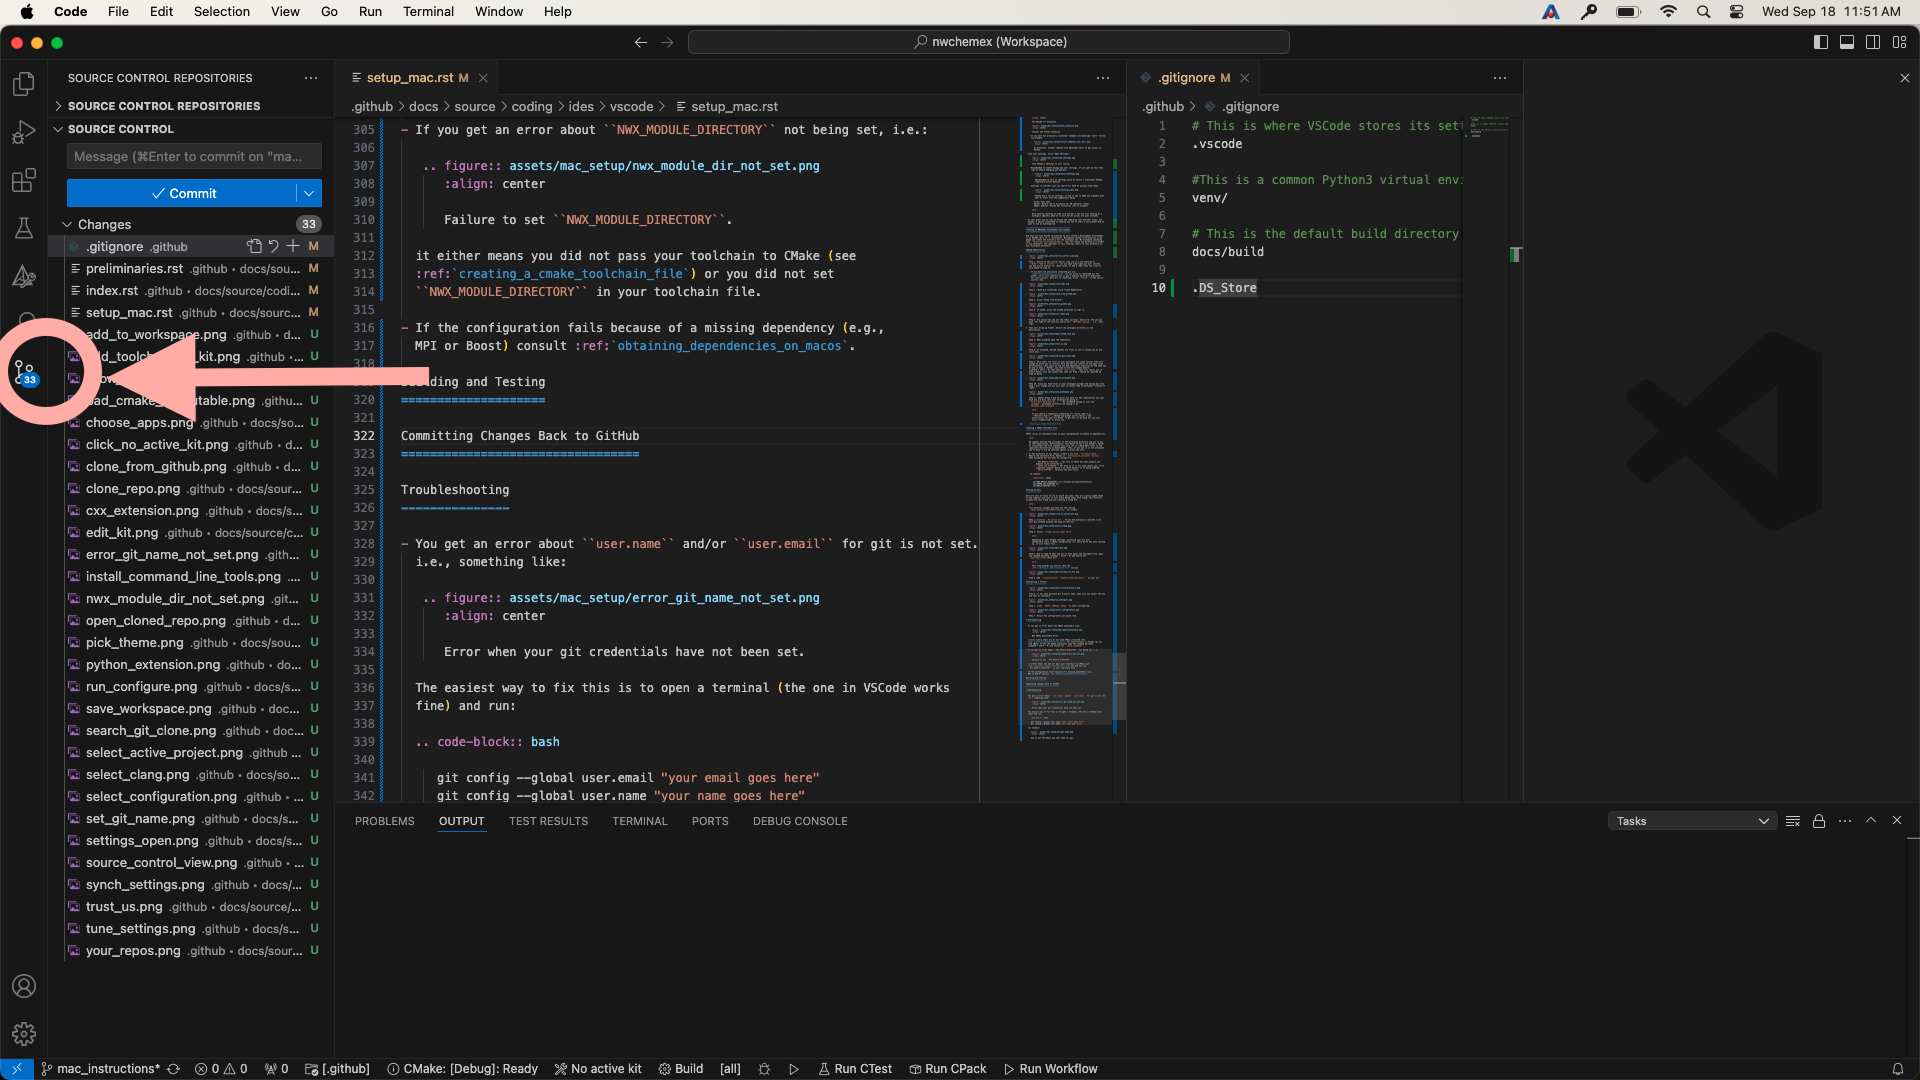 Code File Edit Selection View Go Run Terminal Window Help
Wed Sep 18 11:51 AM
nwchemex (Workspace)
SOURCE CONTROL REPOSITORIES
SOURCE CONTROL REPOSITORIES
SOURCE CONTROL
Message (⌘Enter to commit on "ma...
Commit
Changes 33
.gitignore .github M
preliminaries.rst .github • docs/sou... M
index.rst .github • docs/source/codi... M
setup_mac.rst .github • docs/sourc... M
add_to_workspace.png .github • d... U
kit.png .github • ... U
33
U
utable.png .githu... U
choose_apps.png .github • docs/so... U
click_no_active_kit.png .github • d... U
clone_from_github.png .github • d... U
clone_repo.png .github • docs/sour... U
cxx_extension.png .github • docs/s... U
edit_kit.png .github • docs/source/c... U
error_git_name_not_set.png .gith... U
install_command_line_tools.png .... U
nwx_module_dir_not_set.png .git... U
open_cloned_repo.png .github • d... U
pick_theme.png .github • docs/sou... U
python_extension.png .github • do... U
run_configure.png .github • docs/s... U
save_workspace.png .github • doc... U
search_git_clone.png .github • doc... U
select_active_project.png .github ... U
select_clang.png .github • docs/so... U
select_configuration.png .github • ... U
set_git_name.png .github • docs/s... U
settings_open.png .github • docs/s... U
source_control_view.png .github • ... U
synch_settings.png .github • docs/... U
trust_us.png .github • docs/source/... U
tune_settings.png .github • docs/s... U
your_repos.png .github • docs/sour... U
setup_mac.rst M
.github > docs > source > coding > ides > vscode > setup_mac.rst
305 - If you get an error about ``NWX_MODULE_DIRECTORY`` not being set, i.e.:
306
307 .. figure:: assets/mac_setup/nwx_module_dir_not_set.png
308 :align: center
309
310 Failure to set ``NWX_MODULE_DIRECTORY``.
311
312 it either means you did not pass your toolchain to CMake (see
313 :ref:`creating_a_cmake_toolchain_file`) or you did not set
314 ``NWX_MODULE_DIRECTORY`` in your toolchain file.
315
316 - If the configuration fails because of a missing dependency (e.g.,
317 MPI or Boost) consult :ref:`obtaining_dependencies_on_macos`.
318
ding and Testing
320 ====================
321
322 Committing Changes Back to GitHub
323 =================================
324
325 Troubleshooting
326 ===============
327
328 - You get an error about ``user.name`` and/or ``user.email`` for git is not set.
329 i.e., something like:
330
331 .. figure:: assets/mac_setup/error_git_name_not_set.png
332 :align: center
333
334 Error when your git credentials have not been set.
335
336 The easiest way to fix this is to open a terminal (the one in VSCode works
337 fine) and run:
338
339 .. code-block:: bash
340
341 git config --global user.email "your email goes here"
342 git config --global user.name "your name goes here"
.gitignore M
.github > .gitignore
1 # This is where VSCode stores its sett
2 .vscode
3
4 #This is a common Python3 virtual envi
5 venv/
6
7 # This is the default build directory
8 docs/build
9
10 .DS_Store
PROBLEMS OUTPUT TEST RESULTS TERMINAL PORTS DEBUG CONSOLE
Tasks
mac_instructions* 0 0 0 [.github] CMake: [Debug]: Ready No active kit Build [all] Run CTest Run CPack Run Workflow